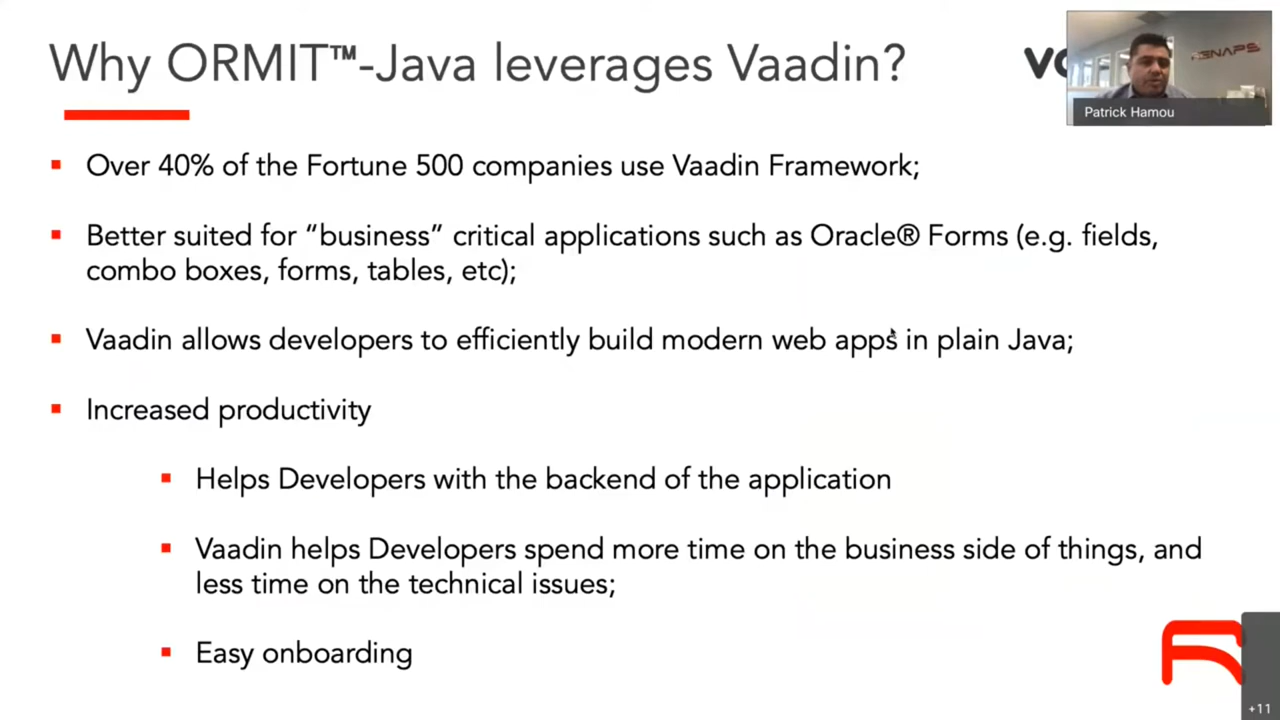 Why ORMIT™-Java leverages Vaadin?
Patrick Hamou
▪ Over 40% of the Fortune 500 companies use Vaadin Framework;
▪ Better suited for “business” critical applications such as Oracle® Forms (e.g. fields,
combo boxes, forms, tables, etc);
▪ Vaadin allows developers to efficiently build modern web apps in plain Java;
▪ Increased productivity
▪ Helps Developers with the backend of the application
▪ Vaadin helps Developers spend more time on the business side of things, and
less time on the technical issues;
▪ Easy onboarding
+11